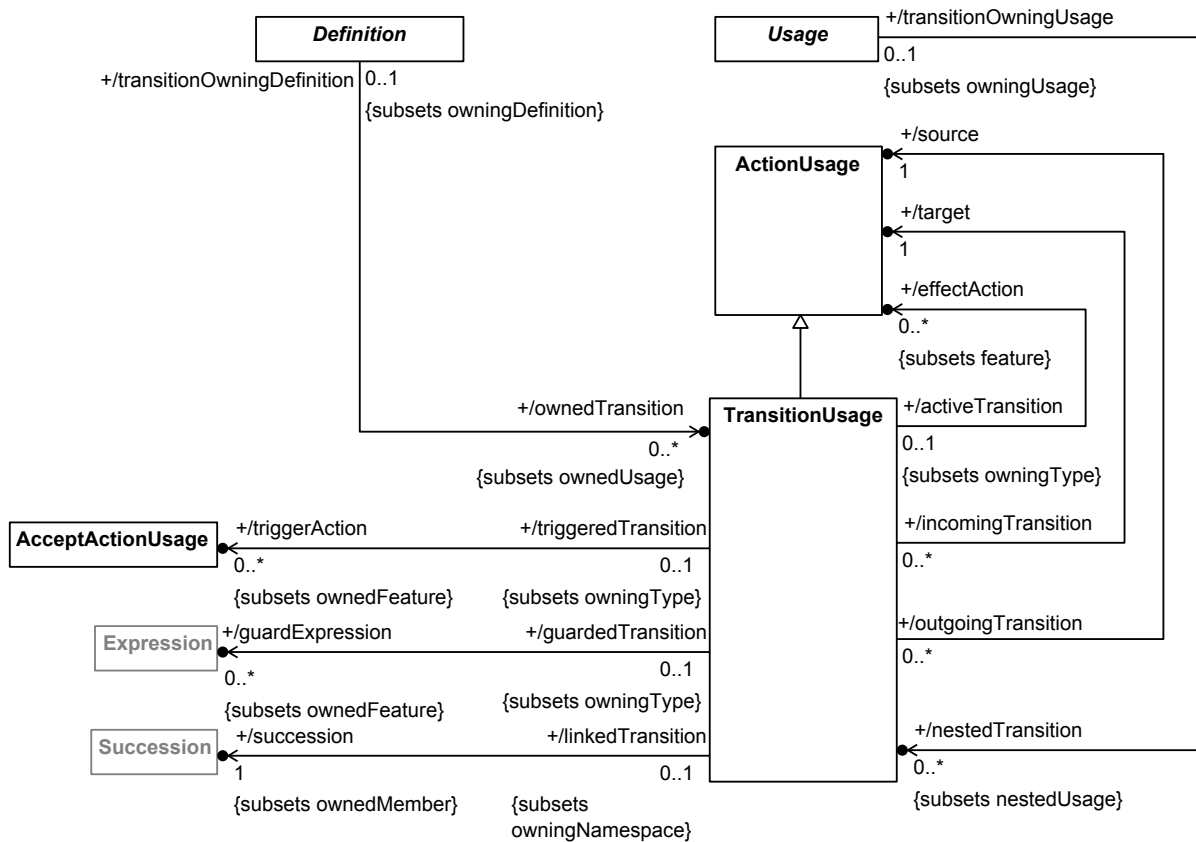 Definition
Usage
+/transitionOwningUsage
0..1
{subsets owningUsage}
+/transitionOwningDefinition
0..1
{subsets owningDefinition}
ActionUsage
+/source
1
+/target
1
+/effectAction
0..*
{subsets feature}
+/ownedTransition
0..*
{subsets ownedUsage}
TransitionUsage
+/activeTransition
0..1
{subsets owningType}
AcceptActionUsage
+/triggerAction
0..*
{subsets ownedFeature}
+/triggeredTransition
0..1
{subsets owningType}
+/incomingTransition
0..*
Expression
+/guardExpression
0..*
{subsets ownedFeature}
+/guardedTransition
0..1
{subsets owningType}
+/outgoingTransition
0..*
Succession
+/succession
1
{subsets ownedMember}
+/linkedTransition
0..1
{subsets
owningNamespace}
+/nestedTransition
0..*
{subsets nestedUsage}